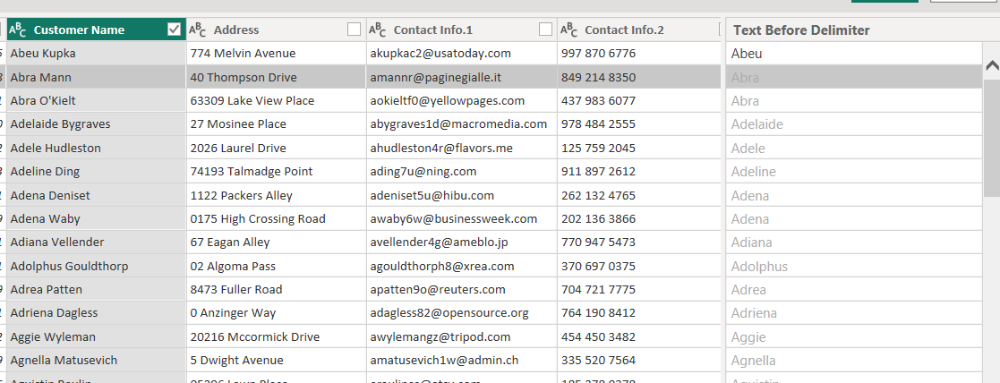 ABC Customer Name ABC Address ABC Contact Info.1 ABC Contact Info.2 Text Before Delimiter
Abeu Kupka 774 Melvin Avenue akupkac2@usatoday.com 997 870 6776 Abeu
Abra Mann 40 Thompson Drive amannr@paginegialle.it 849 214 8350 Abra
Abra O'Kielt 63309 Lake View Place aokieltf0@yellowpages.com 437 983 6077 Abra
Adelaide Bygraves 27 Mosinee Place abygraves1d@macromedia.com 978 484 2555 Adelaide
Adele Hudleston 2026 Laurel Drive ahudleston4r@flavors.me 125 759 2045 Adele
Adeline Ding 74193 Talmadge Point ading7u@ning.com 911 897 2612 Adeline
Adena Deniset 1122 Packers Alley adeniset5u@hibu.com 262 132 4765 Adena
Adena Waby 0175 High Crossing Road awaby6w@businessweek.com 202 136 3866 Adena
Adiana Vellender 67 Eagan Alley avellender4g@ameblo.jp 770 947 5473 Adiana
Adolphus Gouldthorp 02 Algoma Pass agouldthorph8@xrea.com 370 697 0375 Adolphus
Adrea Patten 8473 Fuller Road apatten9o@reuters.com 704 721 7775 Adrea
Adriena Dagless 0 Anzinger Way adagless82@opensource.org 764 190 8412 Adriena
Aggie Wyleman 20216 Mccormick Drive awylemangz@tripod.com 454 450 3482 Aggie
Agnella Matusevich 5 Dwight Avenue amatusevich1w@admin.ch 335 520 7564 Agnella